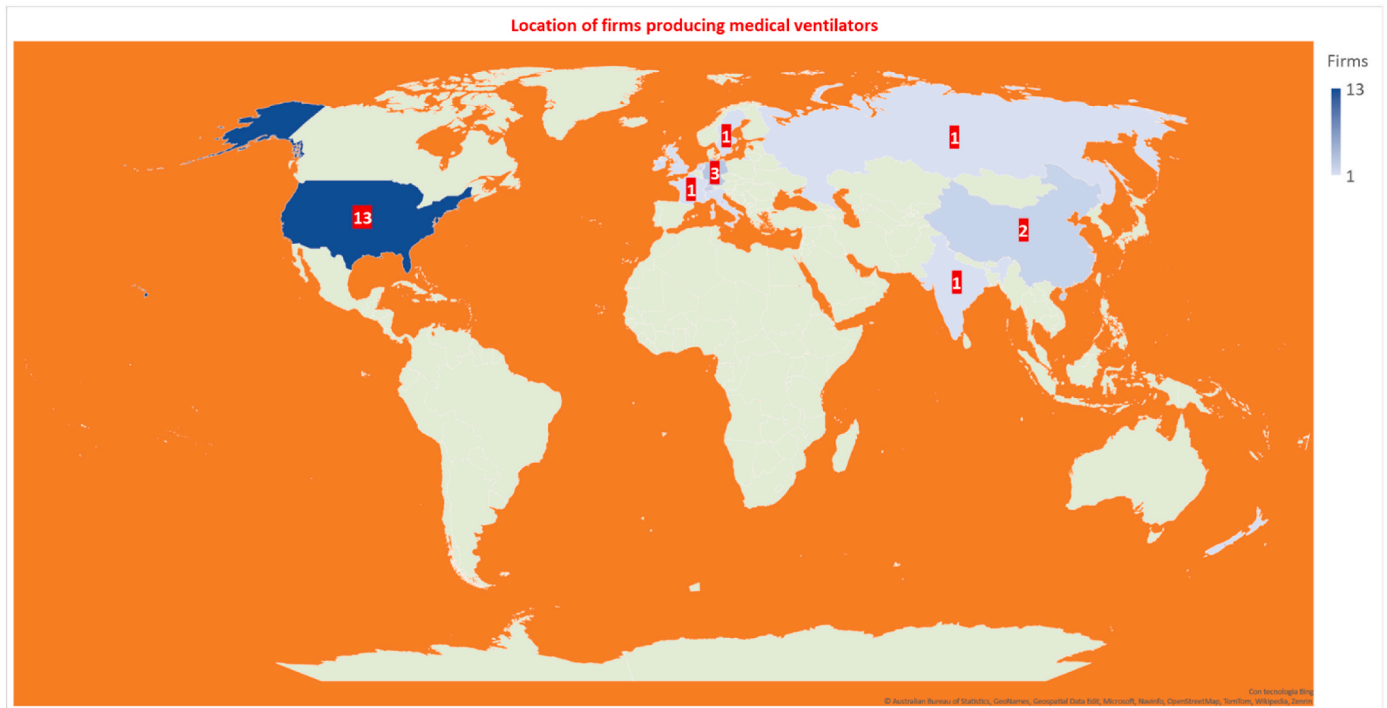 Location of firms producing medical ventilators
Firms
13
1
1
1
3
1
13
2
1
Con tecnologia Bing
© Australian Bureau of Statistics, GeoNames, Geospatial Data Edit, Microsoft, Navinfo, OpenStreetMap, TomTom, Wikipedia, Zenrin